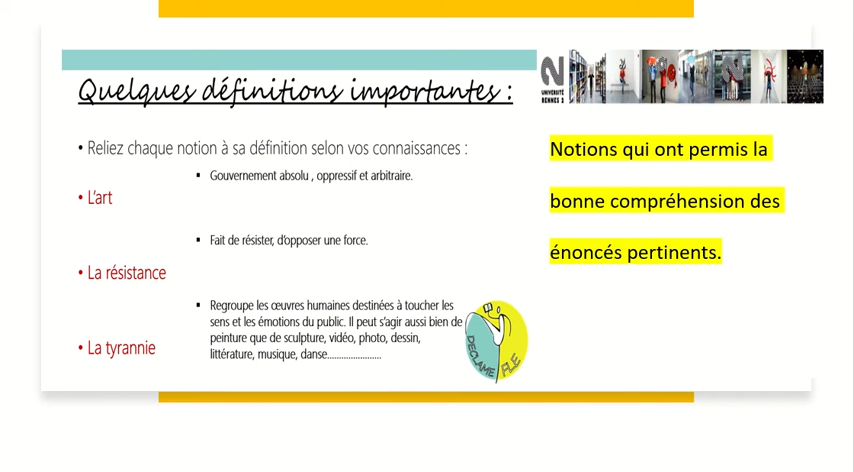 Quelques définitions importantes :
UNIVERSITÉ
RENNES 2
• Reliez chaque notion à sa définition selon vos connaissances :
▪ Gouvernement absolu , oppressif et arbitraire.
• L'art
▪ Fait de résister, d'opposer une force.
• La résistance
▪ Regroupe les œuvres humaines destinées à toucher les
sens et les émotions du public. Il peut s'agir aussi bien de
peinture que de sculpture, vidéo, photo, dessin,
littérature, musique, danse........................
• La tyrannie
DECLAME FLE
Notions qui ont permis la
bonne compréhension des
énoncés pertinents.